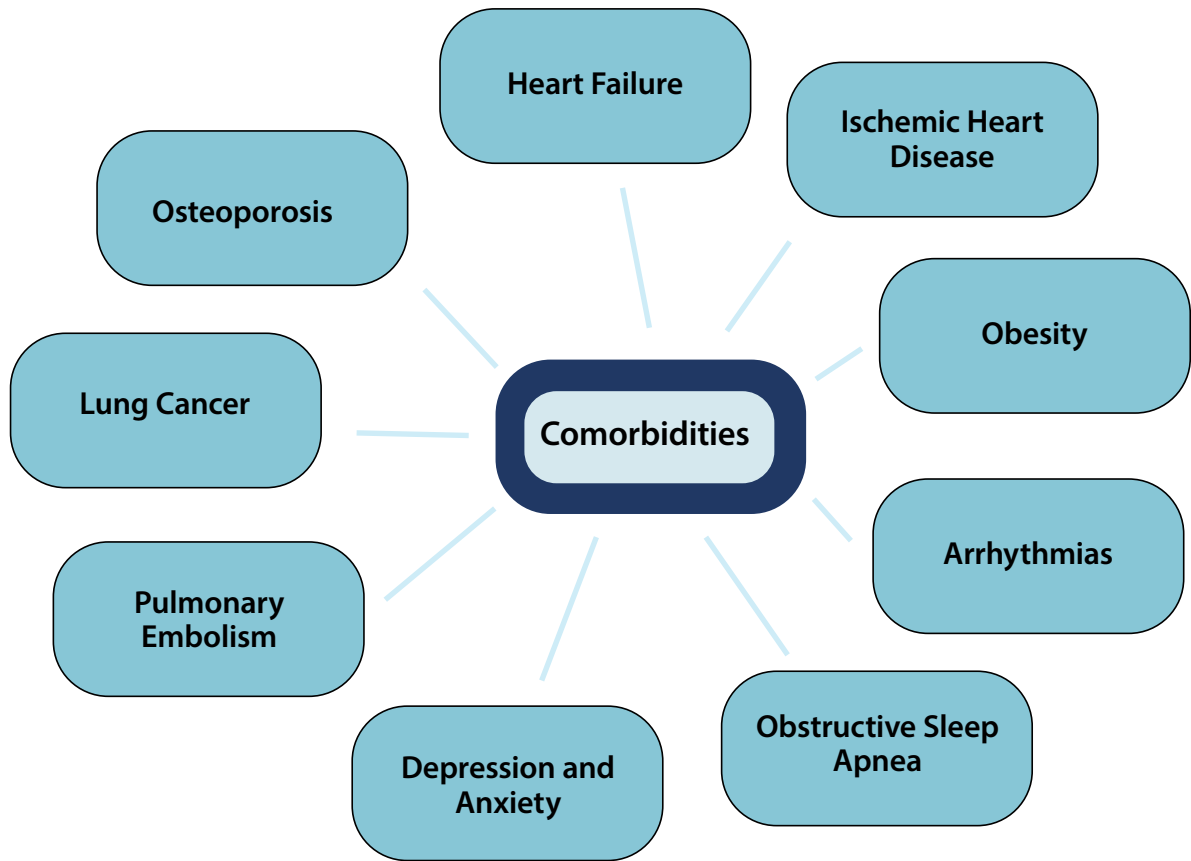 Heart Failure
Ischemic Heart
Disease
Osteoporosis
Obesity
Lung Cancer
Comorbidities
Arrhythmias
Pulmonary
Embolism
Obstructive Sleep
Apnea
Depression and
Anxiety